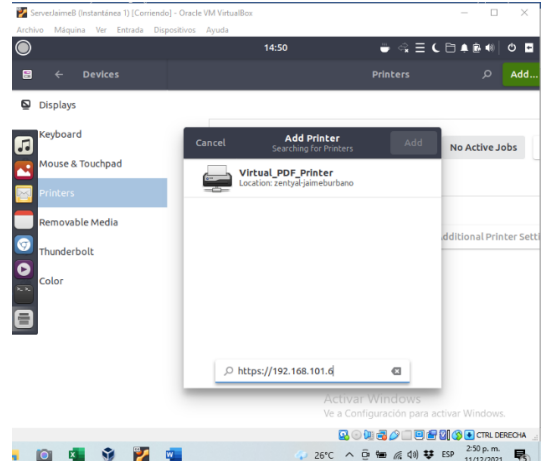 ServeJaimeB (Instantánea 1) [Corriendo] - Oracle VM VirtualBox
Archivo Máquina Ver Entrada Dispositivos Ayuda
14:50
Devices
Printers
Add...
Displays
Keyboard
Mouse & Touchpad
Printers
Removable Media
Thunderbolt
Color
No Active Jobs
dditional Printer Setti
Cancel
Add Printer
Searching for Printers
Add
Virtual_PDF_Printer
Location: zentyal-jaimeburbano
https://192.168.101.6
Activar Windows
Ve a Configuración para activar Windows.
CTRL DERECHA
26°C
ESP
2:50 p. m.
11/12/2021